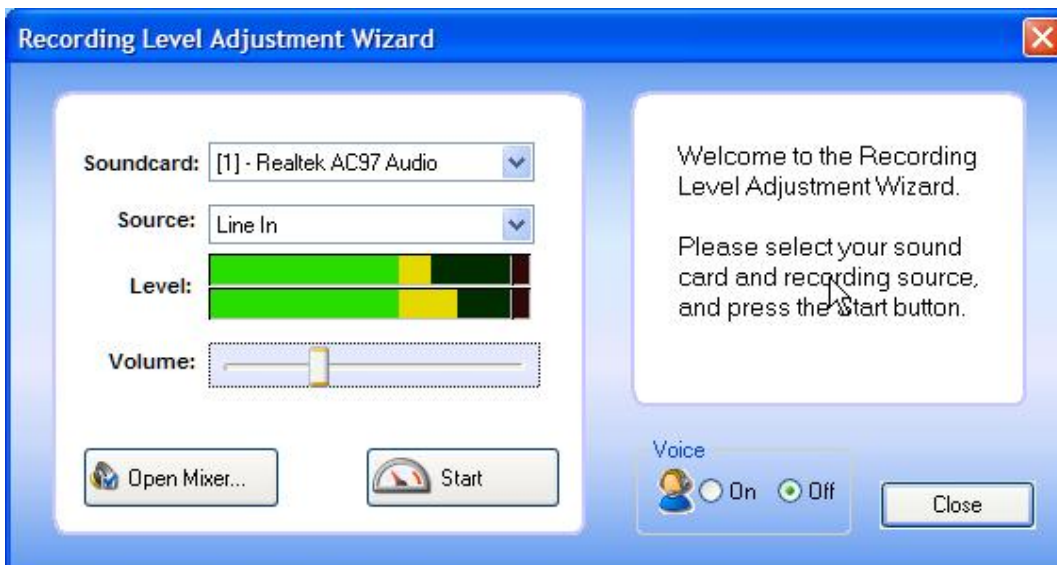 Recording Level Adjustment Wizard
Soundcard: [1] - Realtek AC97 Audio
Source: Line In
Level:
Volume:
Open Mixer...
Start
Welcome to the Recording
Level Adjustment Wizard.
Please select your sound
card and recording source,
and press the Start button.
Voice
On
Off
Close